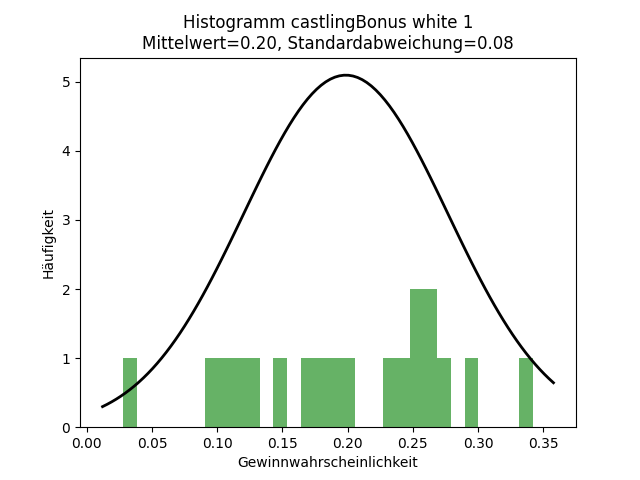 Histogramm castlingBonus white 1
Mittelwert=0.20, Standardabweichung=0.08
5
4
3
2
1
0
Häufigkeit
0.00 0.05 0.10 0.15 0.20 0.25 0.30 0.35
Gewinnwahrscheinlichkeit